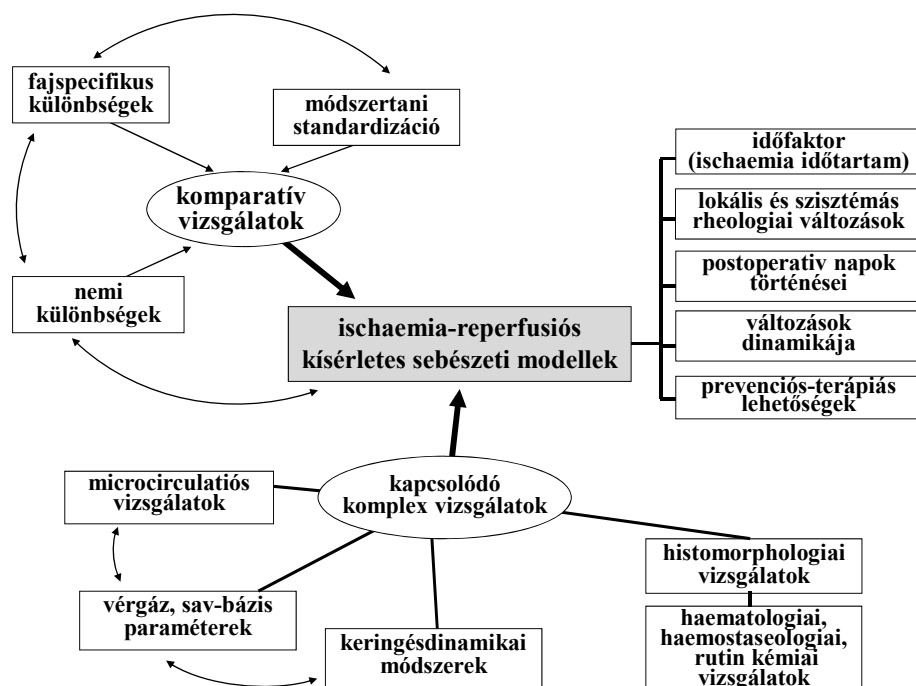 fajspecifikus
különbségek
módszertani
standardizáció
komparatív
vizsgálatok
nemi
különbségek
ischaemia-reperfusiós
kísérletes sebészeti modellek
időfaktor
(ischaemia időtartam)
lokális és szisztémás
rheologiai változások
postoperativ napok
történései
változások
dinamikája
prevenciós-terápiás
lehetőségek
kapcsolódó
komplex vizsgálatok
microcirculatiós
vizsgálatok
vérgáz, sav-bázis
paraméterek
keringésdinamikai
módszerek
histomorphologiai
vizsgálatok
haematologiai,
haemostaseologiai,
rutin kémiai
vizsgálatok